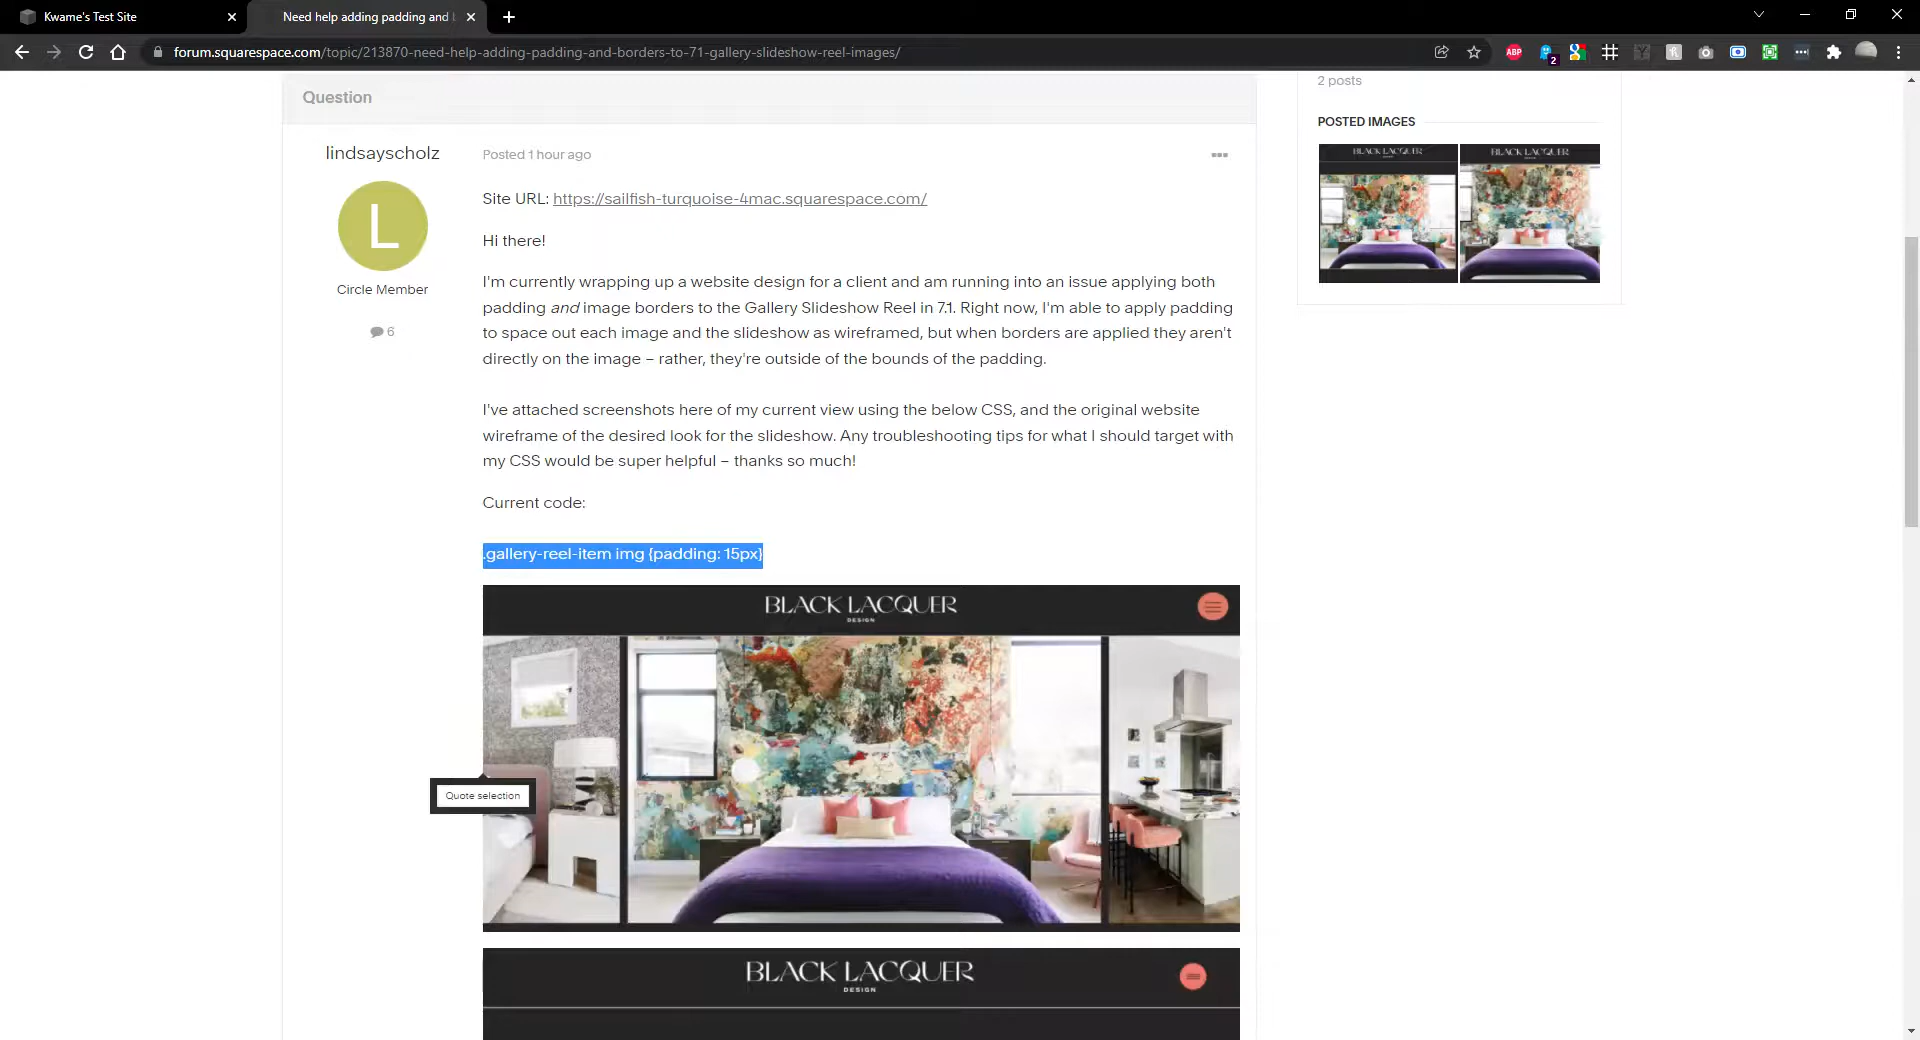 Kwame's Test Site
Need help adding padding and
forum.squarespace.com/topic/213870-need-help-adding-padding-and-borders-to-71-gallery-slideshow-reel-images/
ABP
2
Question
2 posts
POSTED IMAGES
BLACK LACQUER
BLACK LACQUER
lindsayscholz
Posted 1 hour ago
L
Circle Member
6
Site URL: https://sailfish-turquoise-4mac.squarespace.com/
Hi there!
I'm currently wrapping up a website design for a client and am running into an issue applying both
padding and image borders to the Gallery Slideshow Reel in 7.1. Right now, I'm able to apply padding
to space out each image and the slideshow as wireframed, but when borders are applied they aren't
directly on the image – rather, they're outside of the bounds of the padding.
I've attached screenshots here of my current view using the below CSS, and the original website
wireframe of the desired look for the slideshow. Any troubleshooting tips for what I should target with
my CSS would be super helpful – thanks so much!
Current code:
.gallery-reel-item img {padding: 15px}
BLACK LACQUER
DESIGN
Quote selection
BLACK LACQUER
DESIGN